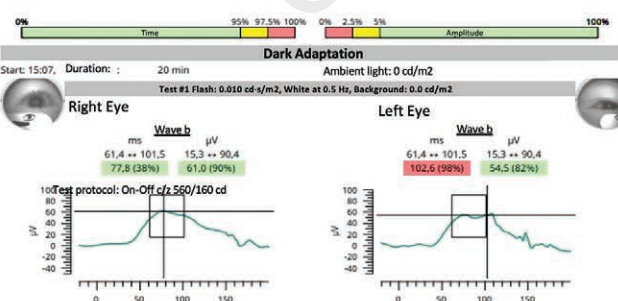 0% 95% 97.5% 100% 0% 2.5% 5% 100%
Time Amplitude
Dark Adaptation
Start: 15:07, Duration: : 20 min Ambient light: 0 cd/m2
Test #1 Flash: 0.010 cd·s/m2, White at 0.5 Hz, Background: 0.0 cd/m2
Right Eye Left Eye
Wave b Wave b
ms µV ms µV
61,4 ↔ 101,5 15,3 ↔ 90,4 61,4 ↔ 101,5 15,3 ↔ 90,4
77,8 (38%) 61,0 (90%) 102,6 (98%) 54,5 (82%)
Test protocol: On-Off c/z 560/160 cd
100 100
80 80
60 60
40 40
µV 20 µV 20
0 0
-20 -20
-40 -40
0 50 100 150 0 50 100 150